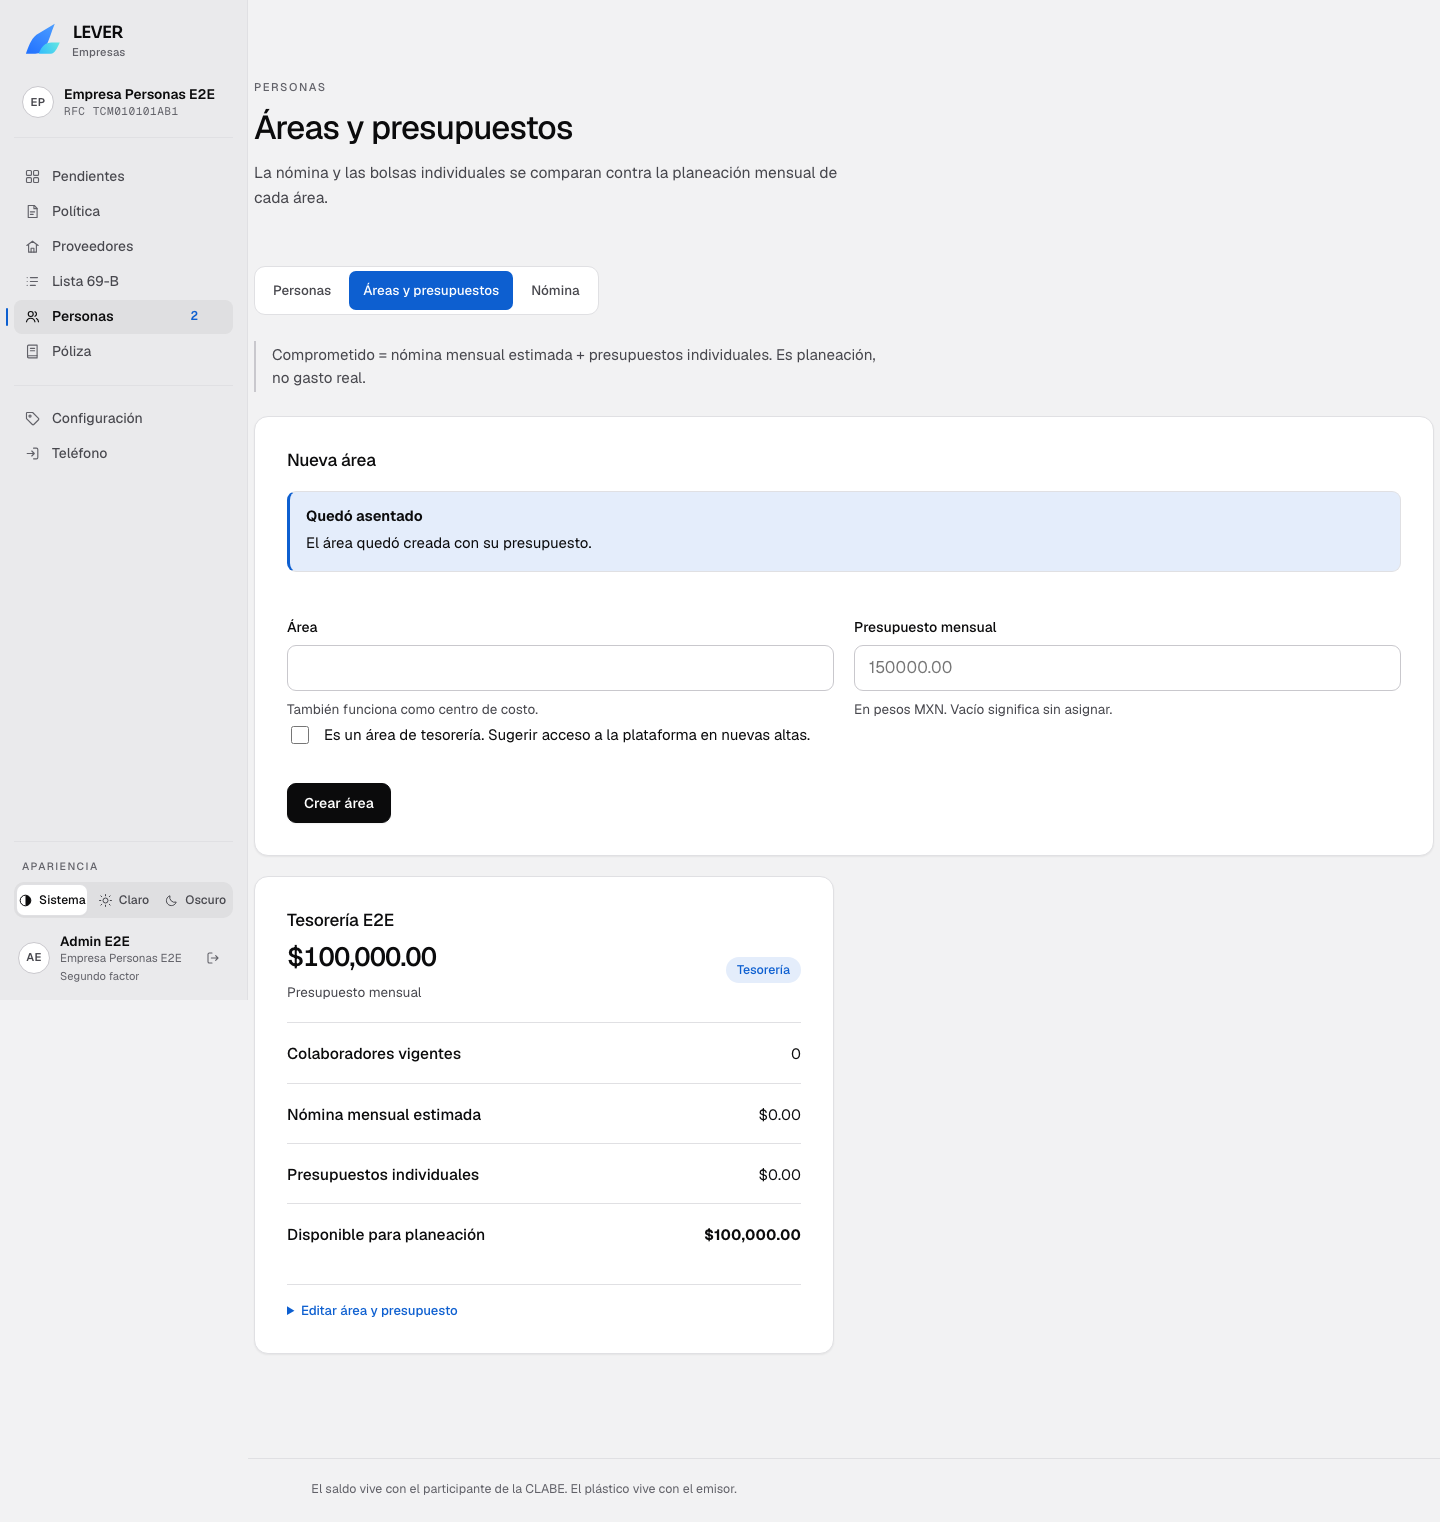 LEVER
Empresas
EP
Empresa Personas E2E
RFC TCM010101AB1
Pendientes
Política
Proveedores
Lista 69-B
Personas 2
Póliza
Configuración
Teléfono
APARIENCIA
Sistema Claro Oscuro
AE
Admin E2E
Empresa Personas E2E
Segundo factor
PERSONAS
Áreas y presupuestos
La nómina y las bolsas individuales se comparan contra la planeación mensual de
cada área.
Personas Áreas y presupuestos Nómina
Comprometido = nómina mensual estimada + presupuestos individuales. Es planeación,
no gasto real.
Nueva área
Quedó asentado
El área quedó creada con su presupuesto.
Área
También funciona como centro de costo.
Presupuesto mensual
150000.00
En pesos MXN. Vacío significa sin asignar.
Es un área de tesorería. Sugerir acceso a la plataforma en nuevas altas.
Crear área
Tesorería E2E
$100,000.00
Presupuesto mensual
Tesorería
Colaboradores vigentes 0
Nómina mensual estimada $0.00
Presupuestos individuales $0.00
Disponible para planeación $100,000.00
Editar área y presupuesto
El saldo vive con el participante de la CLABE. El plástico vive con el emisor.